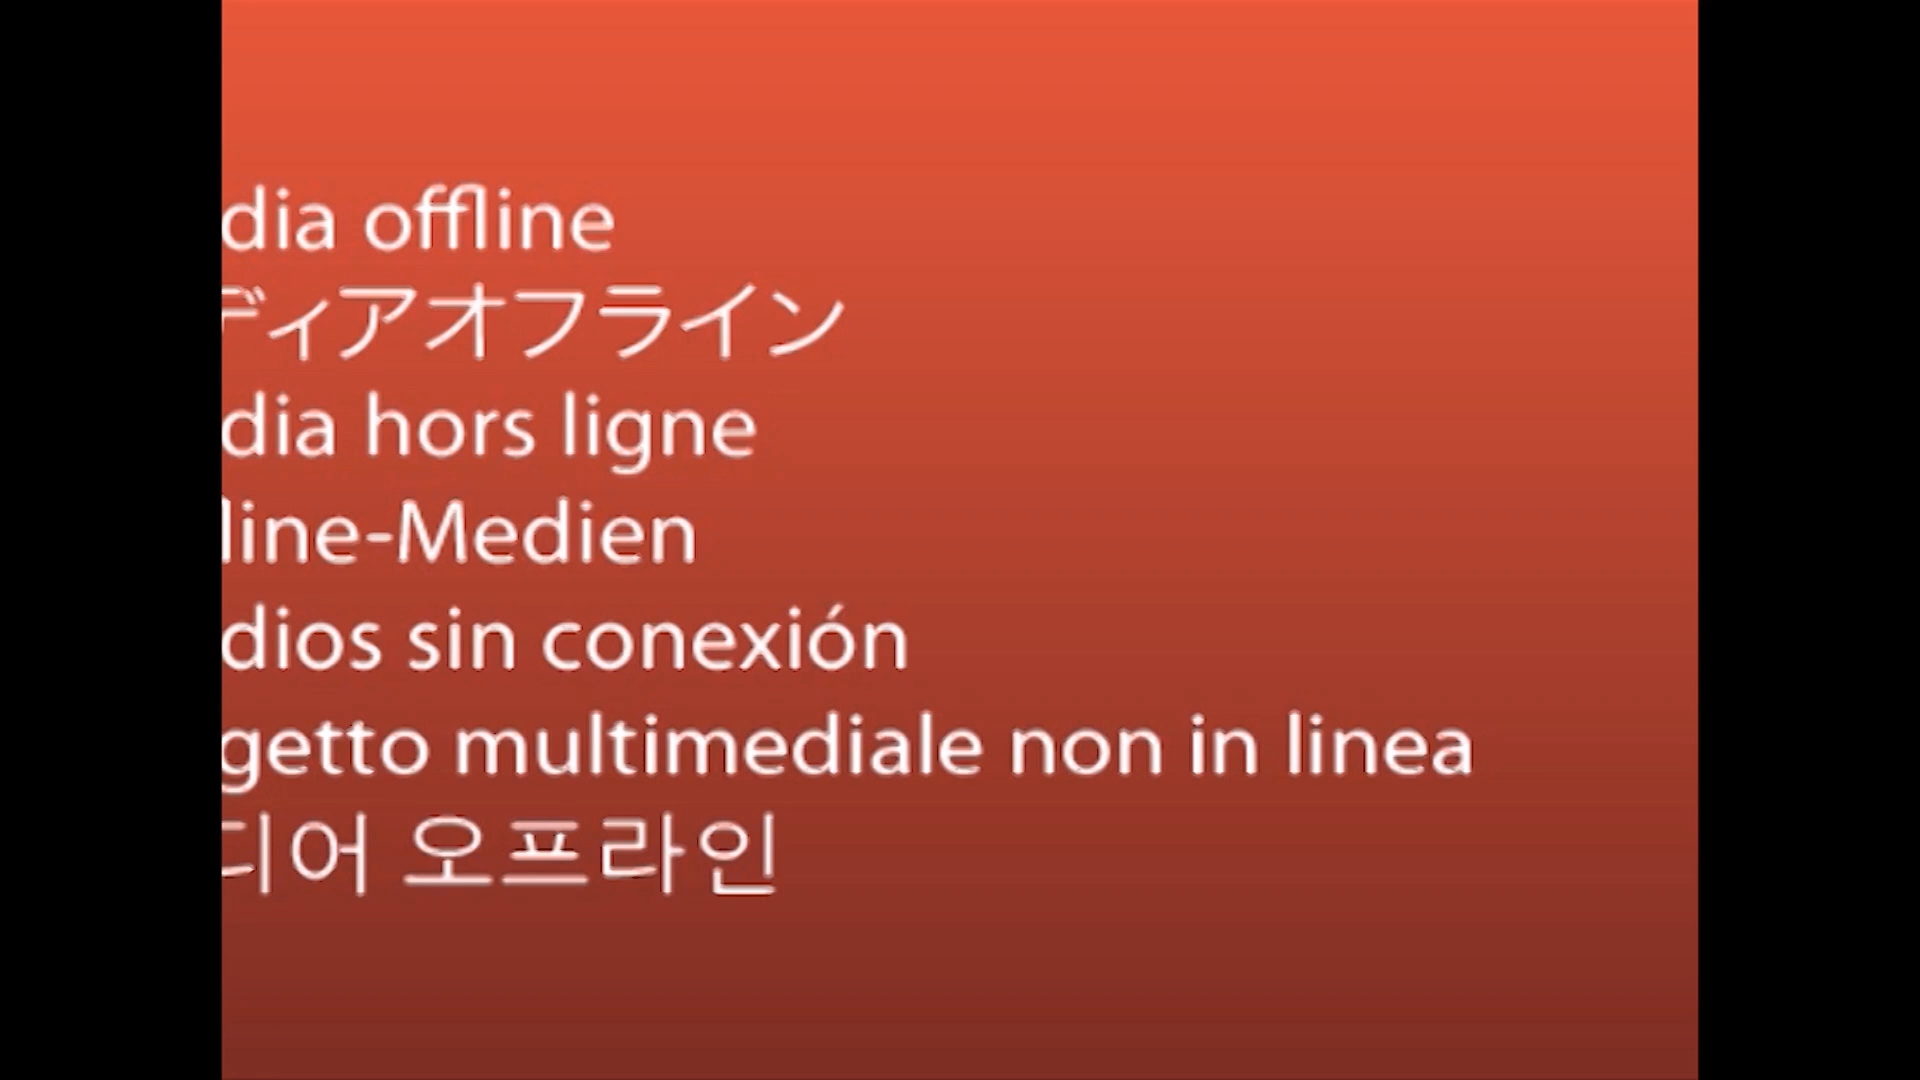 dia offline
ディアオフライン
dia hors ligne
line-Medien
dios sin conexión
getto multimediale non in linea
디어 오프라인